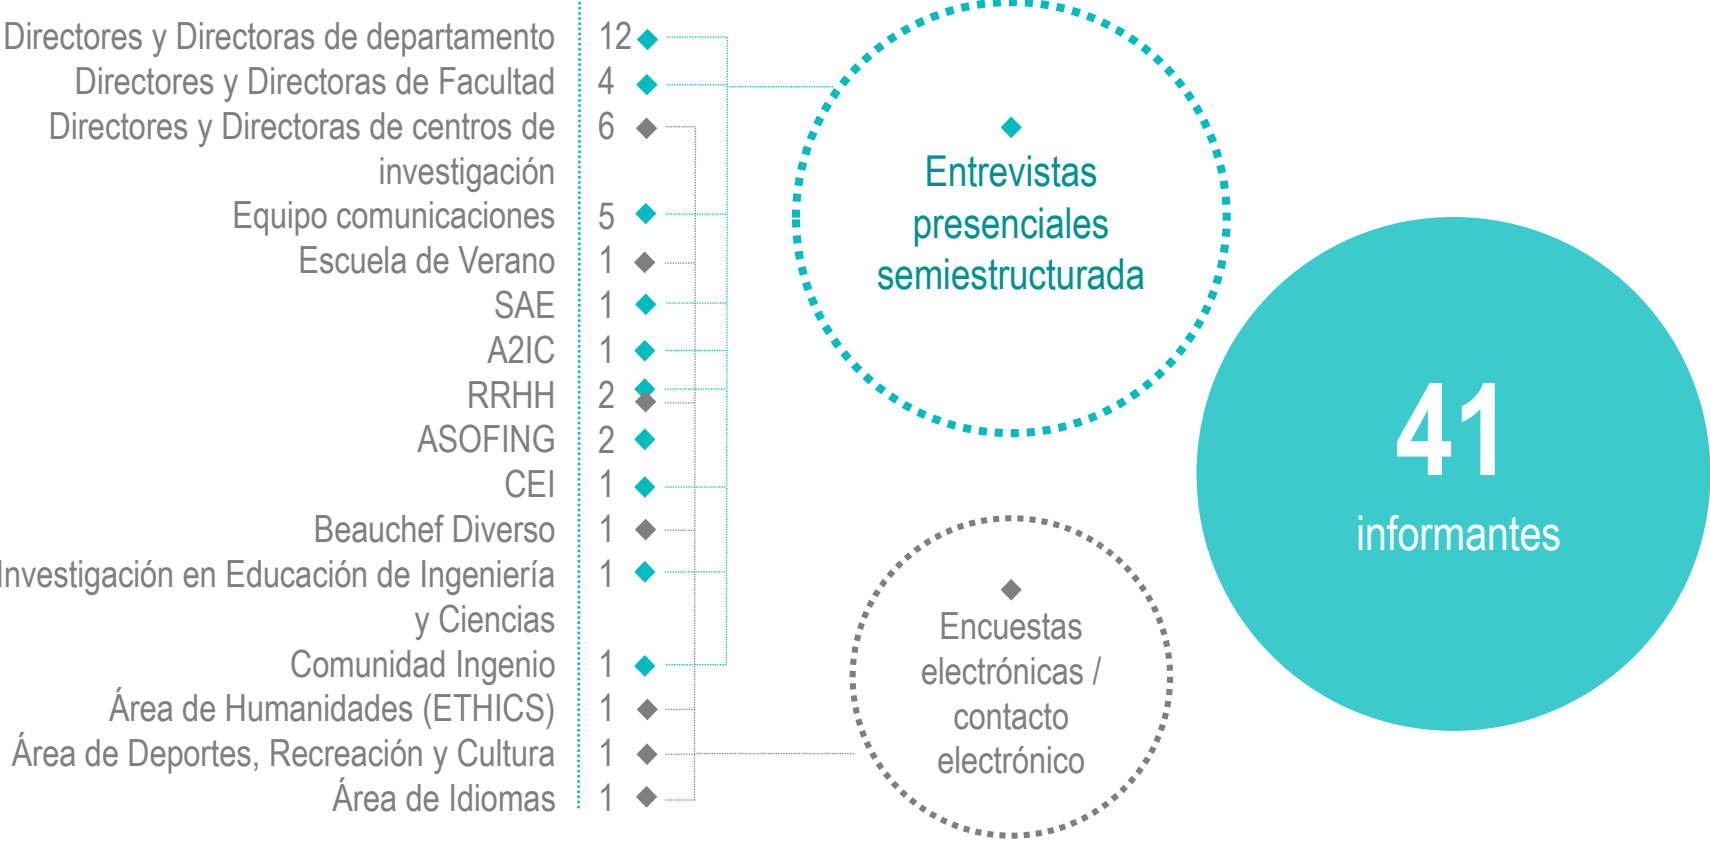 Directores y Directoras de departamento 12
Directores y Directoras de Facultad 4
Directores y Directoras de centros de 6
investigación
Equipo comunicaciones 5
Escuela de Verano 1
SAE 1
A2IC 1
RRHH 2
ASOFING 2
CEI 1
Beauchef Diverso 1
Investigación en Educación de Ingeniería 1
y Ciencias
Comunidad Ingenio 1
Área de Humanidades (ETHICS) 1
Área de Deportes, Recreación y Cultura 1
Área de Idiomas 1
Entrevistas
presenciales
semiestructurada
Encuestas
electrónicas /
contacto
electrónico
41
informantes